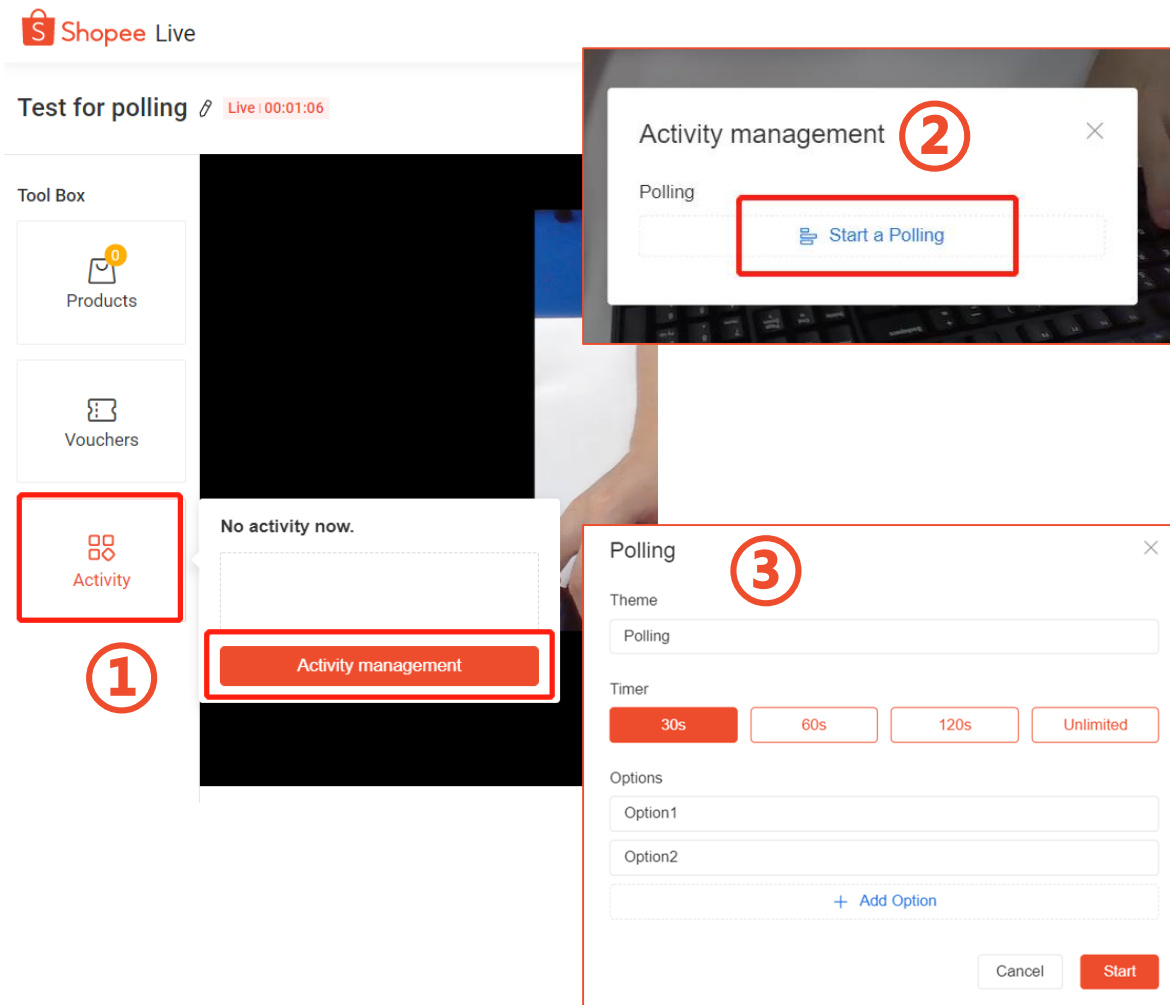 Shopee Live
Test for polling
Live 00:01:06
Tool Box
0
Products
Vouchers
Activity
1
No activity now.
Activity management
Activity management
2
Polling
Start a Polling
Polling
3
Theme
Polling
Timer
30s 60s 120s Unlimited
Options
Option1
Option2
+ Add Option
Cancel Start